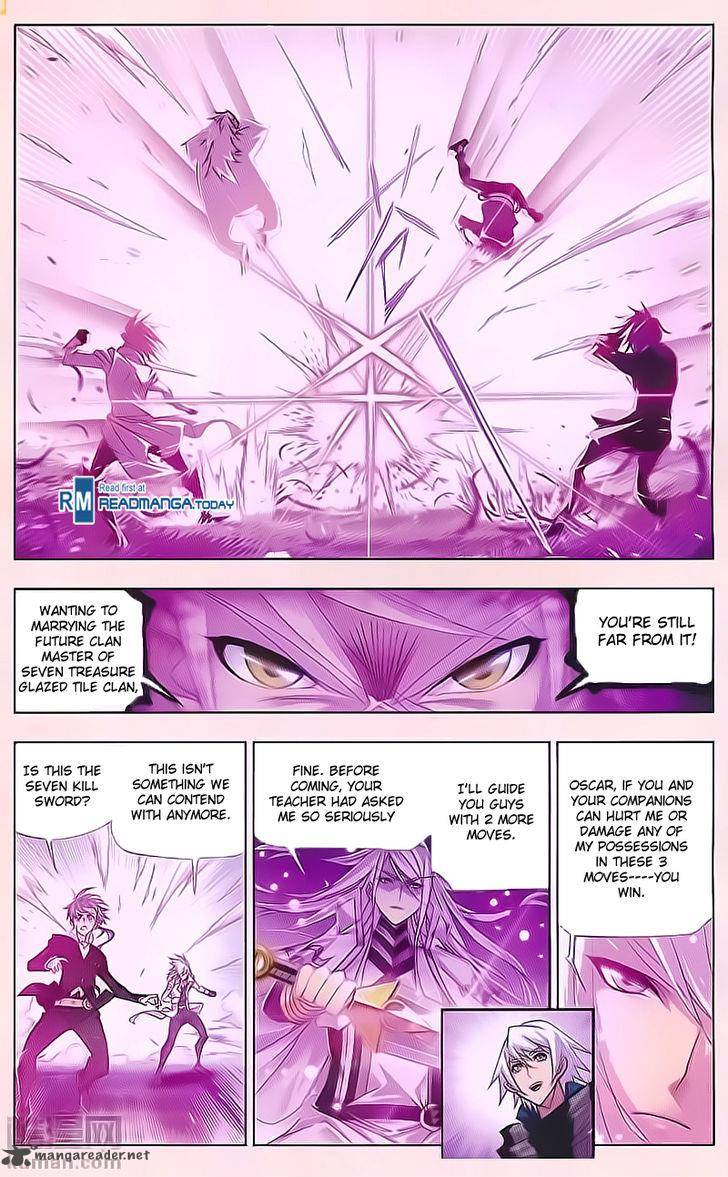 Read first at
RM READMANGA.TODAY
WANTING TO
MARRYING THE
FUTURE CLAN
MASTER OF
SEVEN TREASURE
GLAZED TILE CLAN,
YOU'RE STILL
FAR FROM IT!
IS THIS THE
SEVEN KILL
SWORD?
THIS ISN'T
SOMETHING WE
CAN CONTEND
WITH ANYMORE.
FINE. BEFORE
COMING, YOUR
TEACHER HAD ASKED
ME SO SERIOUSLY
I'LL GUIDE
YOU GUYS
WITH 2 MORE
MOVES.
OSCAR, IF YOU AND
YOUR COMPANIONS
CAN HURT ME OR
DAMAGE ANY OF
MY POSSESSIONS
IN THESE 3
MOVES----YOU
WIN.
kuman.com
mangareader.net